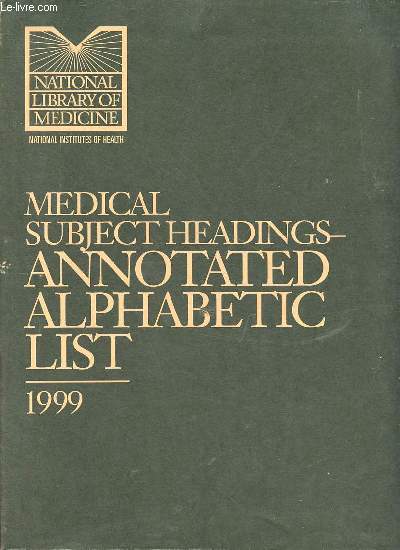 Le-livre.com
NATIONAL
LIBRARY OF
MEDICINE
NATIONAL INSTITUTES OF HEALTH
MEDICAL
SUBJECT HEADINGS–
ANNOTATED
ALPHABETIC
LIST
1999